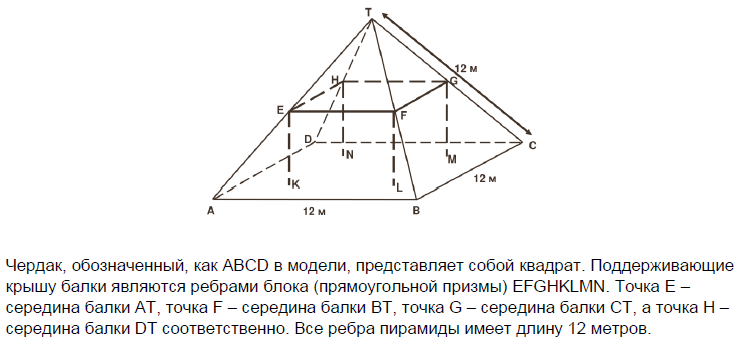 T
12 м
H
G
E
F
D
N
M
C
K
L
12 м
A
12 м
B
Чердак, обозначенный, как ABCD в модели, представляет собой квадрат. Поддерживающие
крышу балки являются ребрами блока (прямоугольной призмы) EFGHKLMN. Точка E –
середина балки AT, точка F – середина балки BT, точка G – середина балки CT, а точка H –
середина балки DT соответственно. Все ребра пирамиды имеет длину 12 метров.